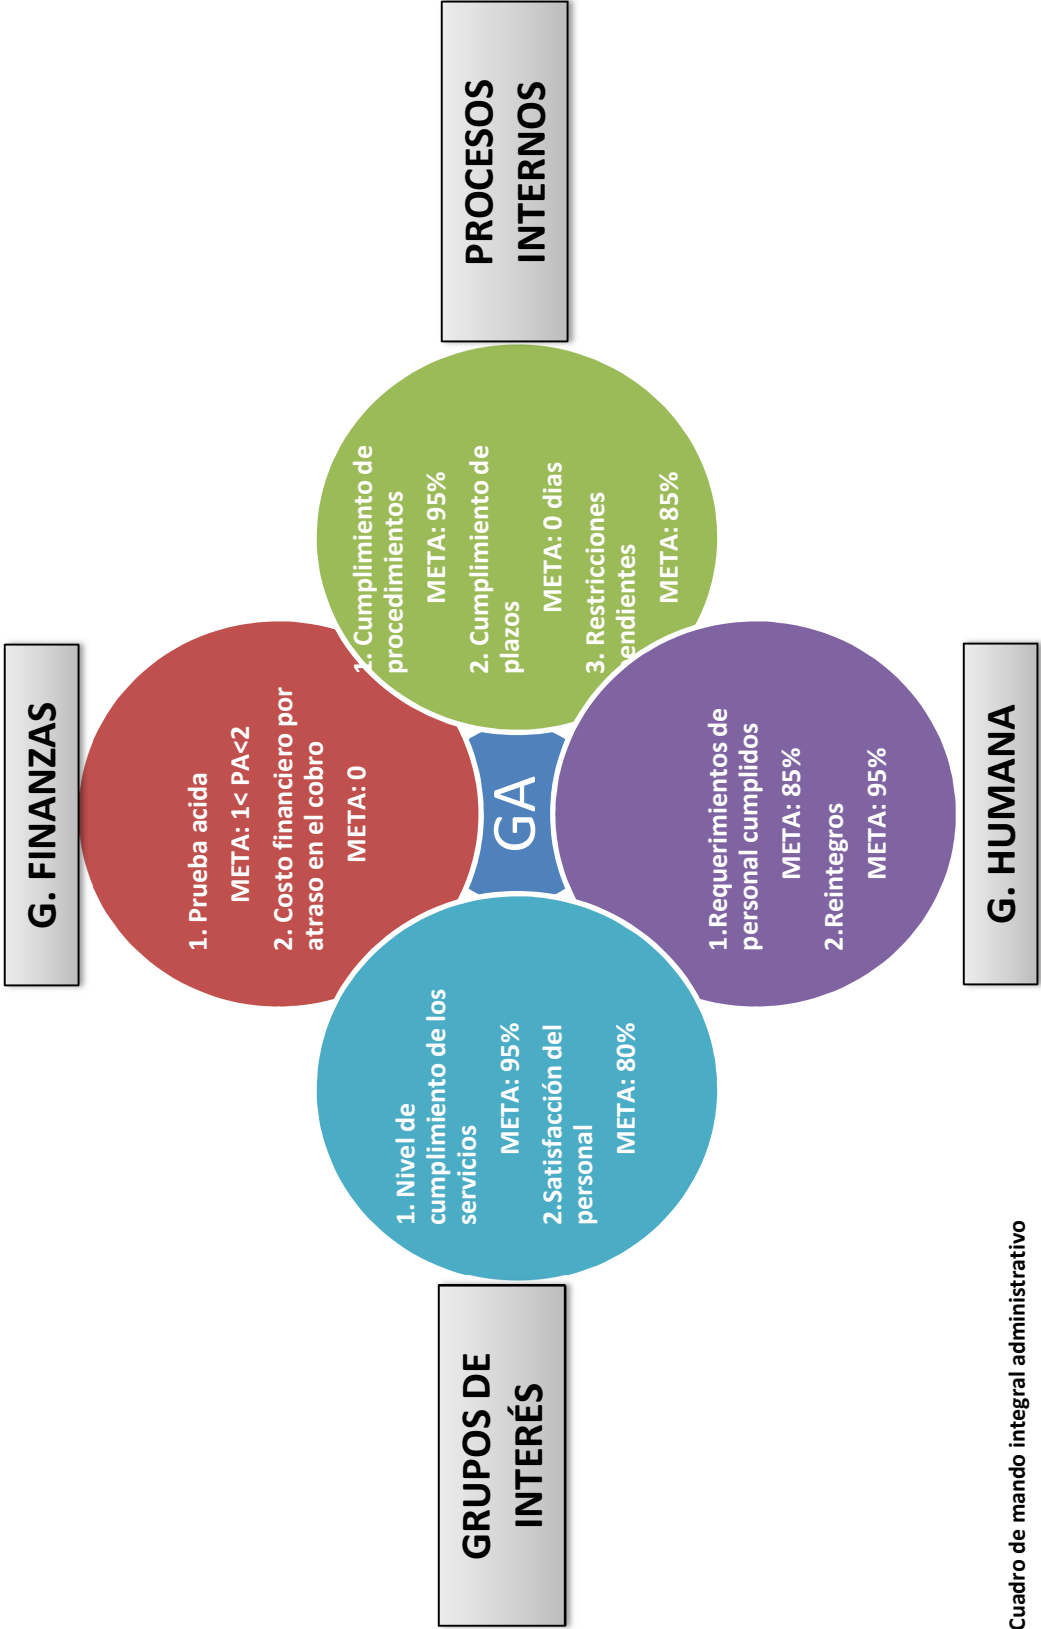 G. FINANZAS
1. Prueba acida
META: 1< PA<2
2. Costo financiero por
atraso en el cobro
META: 0
GRUPOS DE
INTERÉS
1. Nivel de
cumplimiento de los
servicios
META: 95%
2.Satisfacción del
personal
META: 80%
GA
1. Cumplimiento de
procedimientos
META: 95%
2. Cumplimiento de
plazos
META: 0 dias
3. Restricciones
endientes
META: 85%
PROCESOS
INTERNOS
1.Requerimientos de
personal cumplidos
META: 85%
2.Reintegros
META: 95%
G. HUMANA
Cuadro de mando integral administrativo